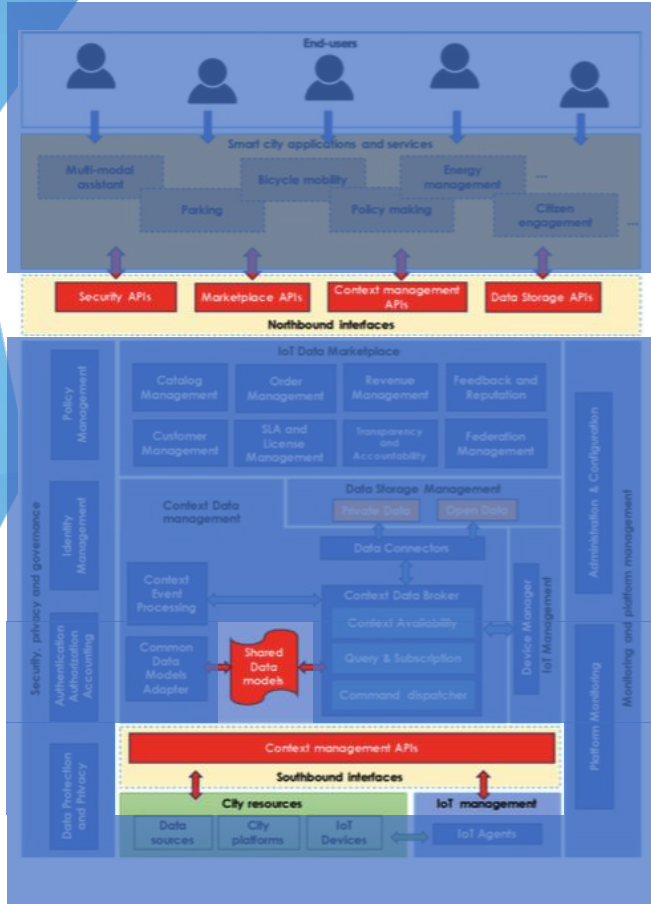 End-users
Smart city applications and services
Multi-modal
assistant
Bicycle mobility
Energy
management
...
Parking
Policy making
Citizen
engagement
...
Security APIs
Marketplace APIs
Context management
APIs
Data Storage APIs
Northbound interfaces
Security, privacy and governance
Policy
Management
Identity
Management
Authentication
Authorization
Accounting
Data Protection
and Privacy
IoT Data Marketplace
Catalog
Management
Order
Management
Revenue
Management
Feedback and
Reputation
Customer
Management
SLA and
License
Management
Transparency
and
Accountability
Federation
Management
Context Data
management
Data Storage Management
Private Data
Open Data
Data Connectors
Context
Event
Processing
Context Data Broker
Context Availability
Query & Subscription
Command dispatcher
Common
Data
Models
Adapter
Shared
Data
models
Device Manager
IoT Management
Administration & Configuration
Platform Monitoring
Monitoring and platform management
Context management APIs
Southbound interfaces
City resources
Data
sources
City
platforms
IoT
Devices
IoT management
IoT Agents